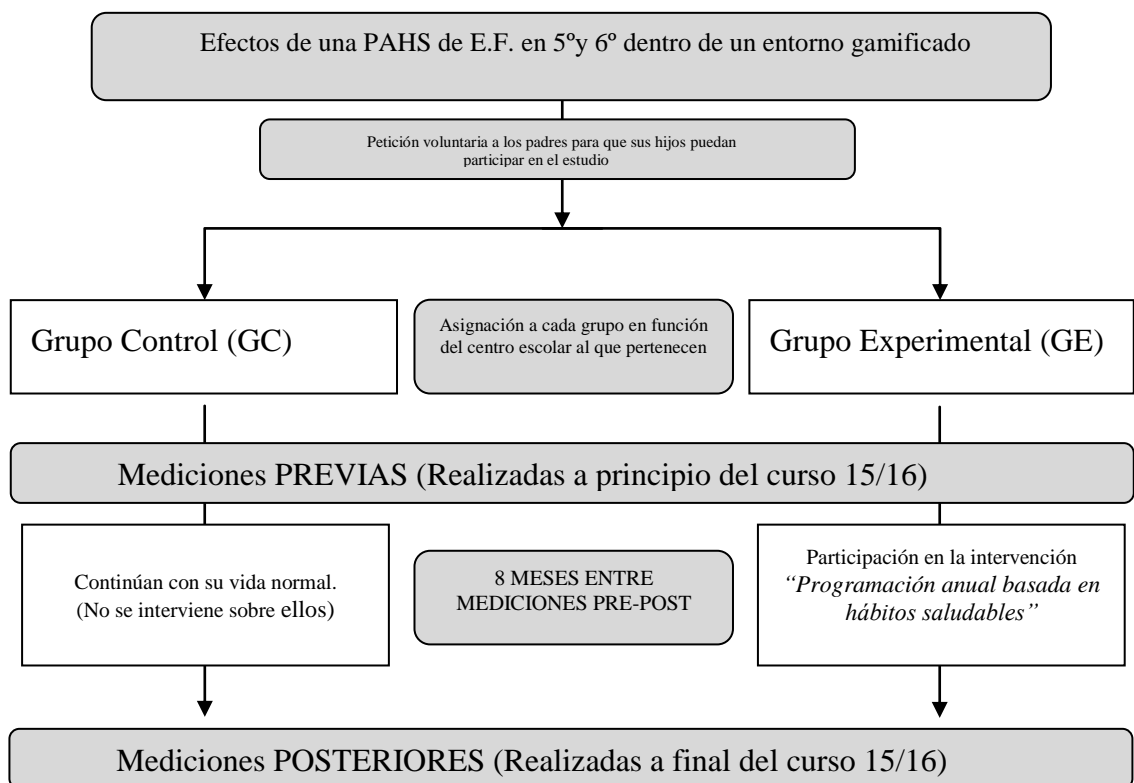 Efectos de una PAHS de E.F. en 5ºy 6º dentro de un entorno gamificado
Petición voluntaria a los padres para que sus hijos puedan
participar en el estudio
Grupo Control (GC)
Asignación a cada grupo en función
del centro escolar al que pertenecen
Grupo Experimental (GE)
Mediciones PREVIAS (Realizadas a principio del curso 15/16)
Continúan con su vida normal.
(No se interviene sobre ellos)
8 MESES ENTRE
MEDICIONES PRE-POST
Participación en la intervención
“Programación anual basada en
hábitos saludables”
Mediciones POSTERIORES (Realizadas a final del curso 15/16)